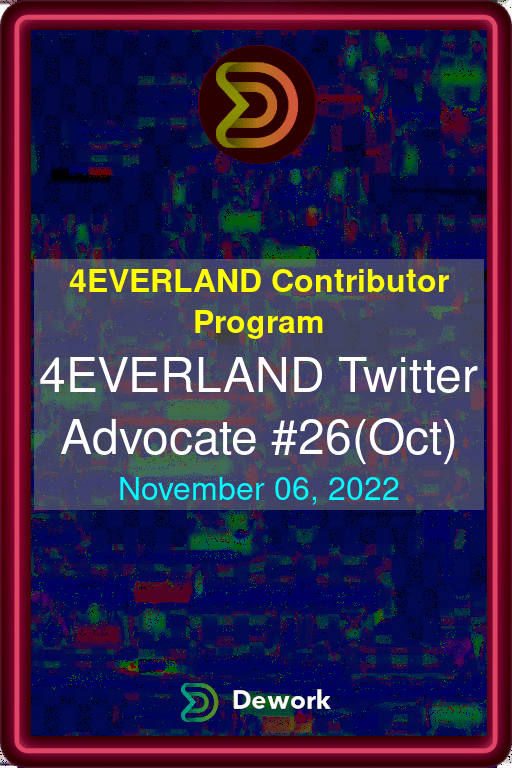 4EVERLAND Contributor
Program
4EVERLAND Twitter
Advocate #26(Oct)
November 06, 2022
Dework